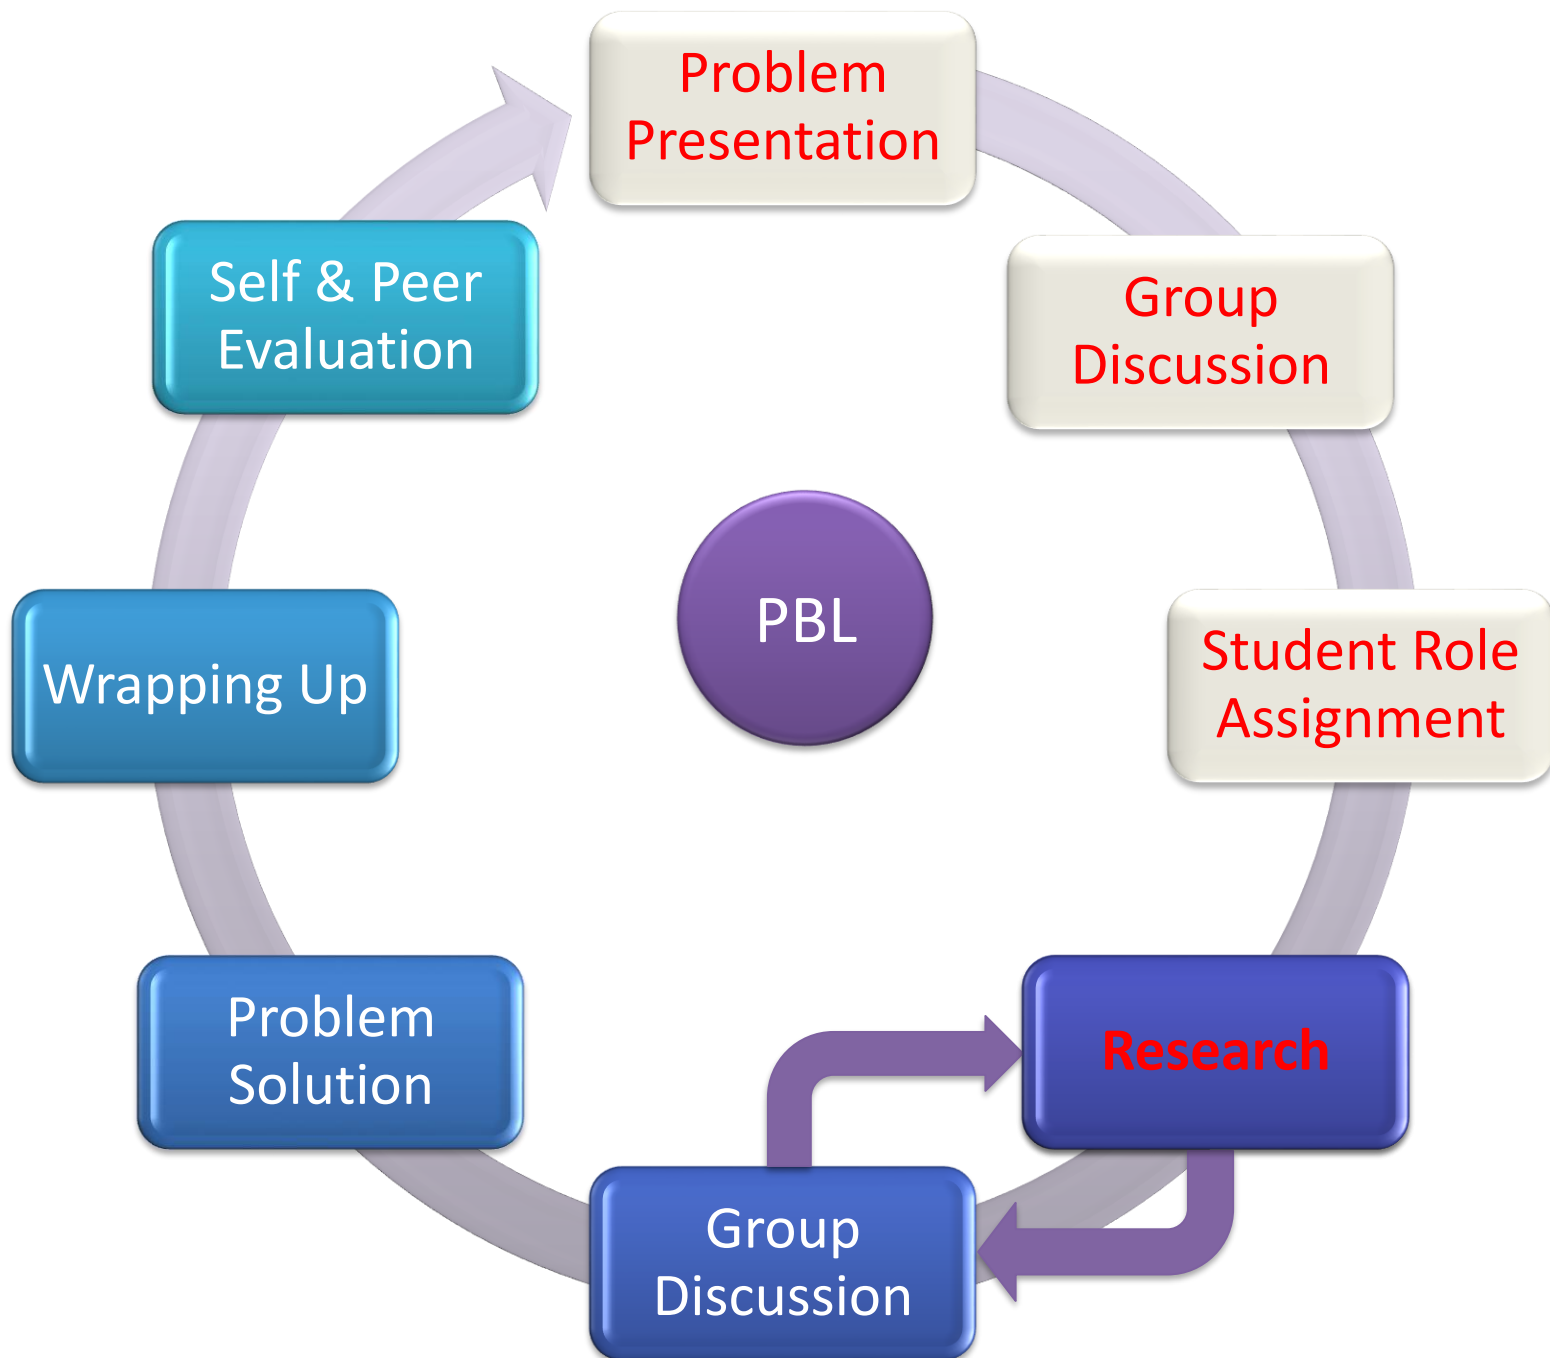 Problem
Presentation
Group
Discussion
Student Role
Assignment
Research
Group
Discussion
Problem
Solution
Wrapping Up
Self & Peer
Evaluation
PBL